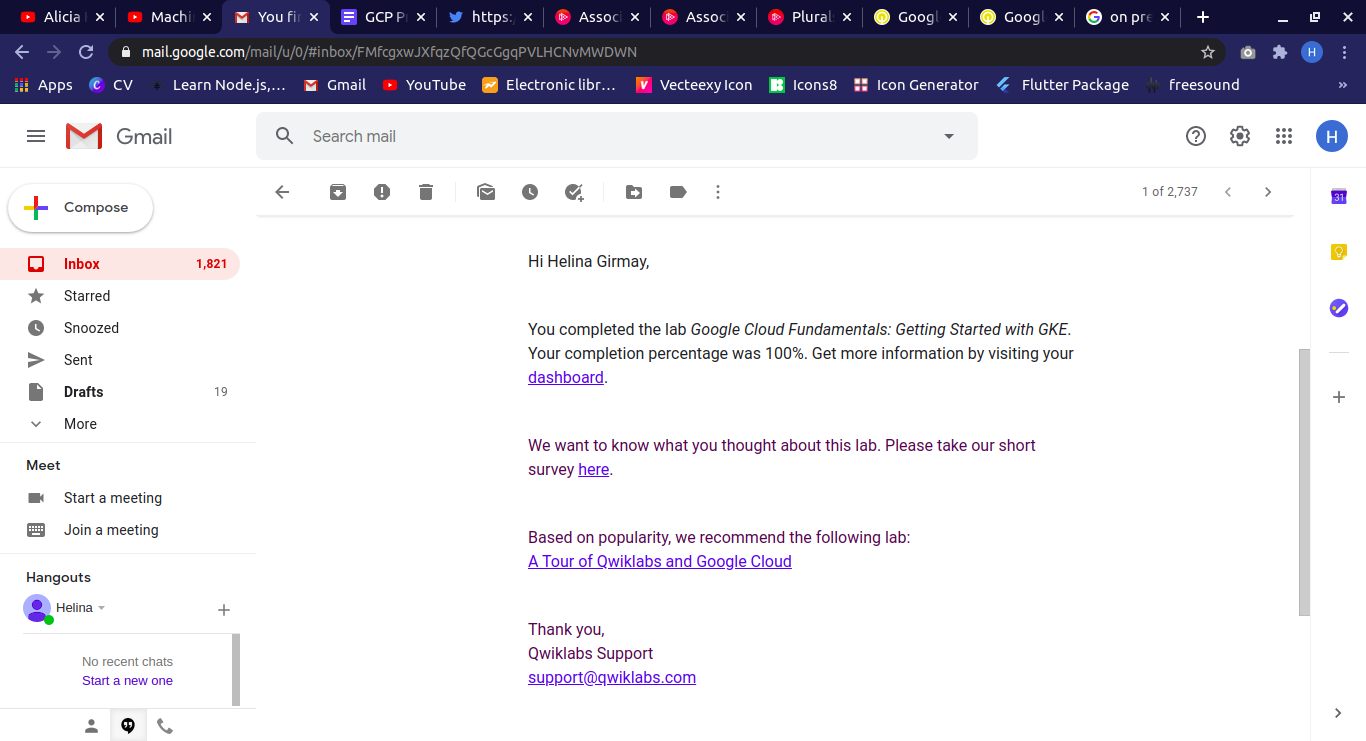 Alicia
Machi
You fi
GCP P
https:
Associ
Associ
Plural
Googl
Googl
on pre
mail.google.com/mail/u/0/#inbox/FMfcgxwJXfqzQfQGcGgqPVLHCNvMWDWN
H
Apps
CV
Learn Node.js,...
Gmail
YouTube
Electronic libr...
Vecteexy Icon
Icons8
Icon Generator
Flutter Package
freesound
»
Gmail
Search mail
H
Compose
1 of 2,737
31
Inbox 1,821
Starred
Snoozed
Sent
Drafts 19
More
Meet
Start a meeting
Join a meeting
Hangouts
Helina
No recent chats
Start a new one
Hi Helina Girmay,
You completed the lab Google Cloud Fundamentals: Getting Started with GKE.
Your completion percentage was 100%. Get more information by visiting your
dashboard.
We want to know what you thought about this lab. Please take our short
survey here.
Based on popularity, we recommend the following lab:
A Tour of Qwiklabs and Google Cloud
Thank you,
Qwiklabs Support
support@qwiklabs.com